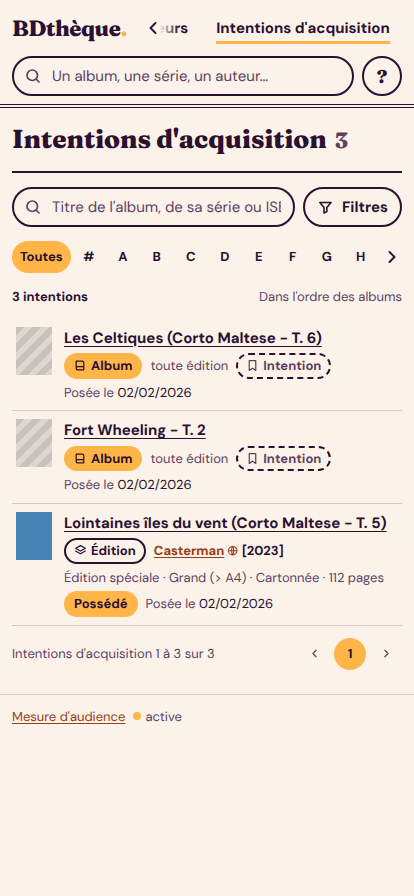 BDthèque.
urs
Intentions d'acquisition
Un album, une série, un auteur…
?
Intentions d'acquisition 3
Titre de l'album, de sa série ou ISE
Filtres
Toutes # A B C D E F G H
3 intentions
Dans l'ordre des albums
Les Celtiques (Corto Maltese - T. 6)
Album toute édition Intention
Posée le 02/02/2026
Fort Wheeling - T. 2
Album toute édition Intention
Posée le 02/02/2026
Lointaines îles du vent (Corto Maltese - T. 5)
Édition Casterman [2023]
Édition spéciale · Grand (> A4) · Cartonnée · 112 pages
Possédé Posée le 02/02/2026
Intentions d'acquisition 1 à 3 sur 3
1
Mesure d'audience active